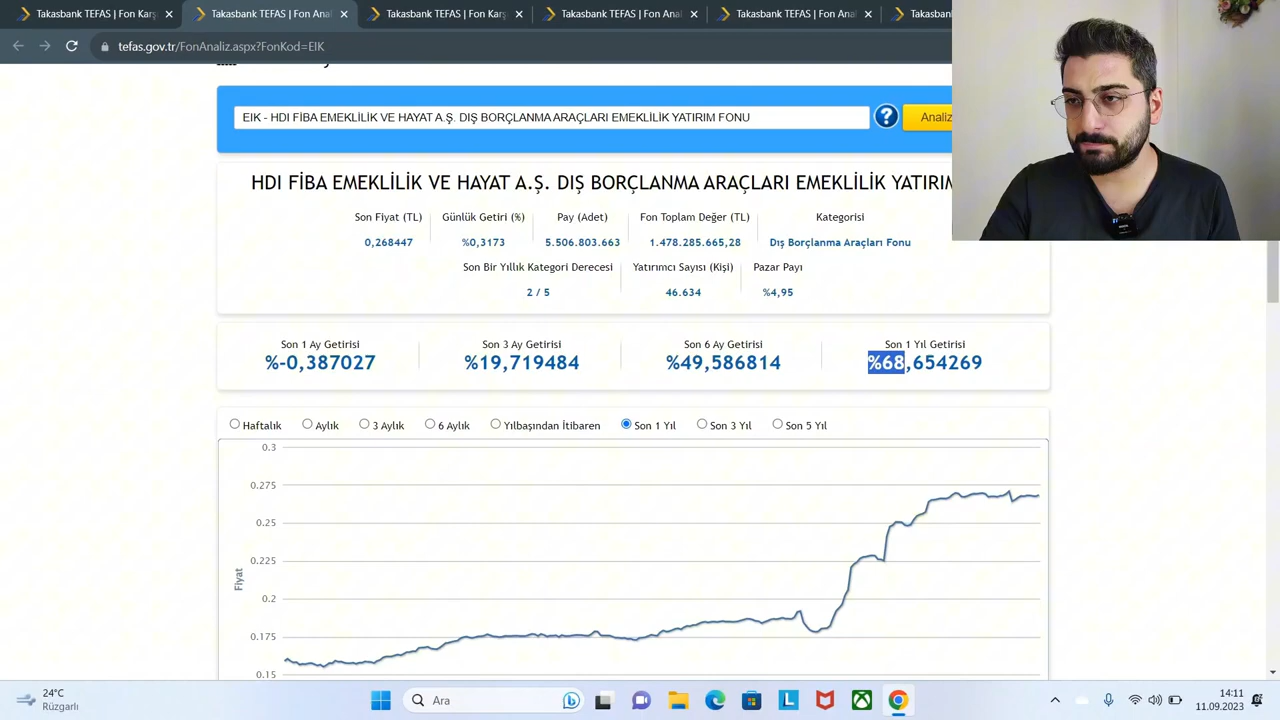 Takasbank TEFAS | Fon Karş
Takasbank TEFAS | Fon Anal
Takasbank TEFAS | Fon Karş
Takasbank TEFAS | Fon Anal
Takasbank TEFAS | Fon Anal
Takasban
tefas.gov.tr/FonAnaliz.aspx?FonKod=EIK
EIK - HDI FİBA EMEKLİLİK VE HAYAT A.Ş. DIŞ BORÇLANMA ARAÇLARI EMEKLİLİK YATIRIM FONU
?
Analiz
HDI FİBA EMEKLİLİK VE HAYAT A.Ş. DIŞ BORÇLANMA ARAÇLARI EMEKLİLİK YATIRIM
Son Fiyat (TL) Günlük Getiri (%) Pay (Adet) Fon Toplam Değer (TL) Kategorisi
0,268447 %0,3173 5.506.803.663 1.478.285.665,28 Dış Borçlanma Araçları Fonu
Son Bir Yıllık Kategori Derecesi Yatırımcı Sayısı (Kişi) Pazar Payı
2 / 5 46.634 %4,95
Son 1 Ay Getirisi Son 3 Ay Getirisi Son 6 Ay Getirisi Son 1 Yıl Getirisi
%-0,387027 %19,719484 %49,586814 %68,654269
Haftalık Aylık 3 Aylık 6 Aylık Yılbaşından İtibaren Son 1 Yıl Son 3 Yıl Son 5 Yıl
0.3
0.275
0.25
0.225
0.2
0.175
0.15
Fiyat
24°C
Rüzgarlı
Ara
14:11
11.09.2023